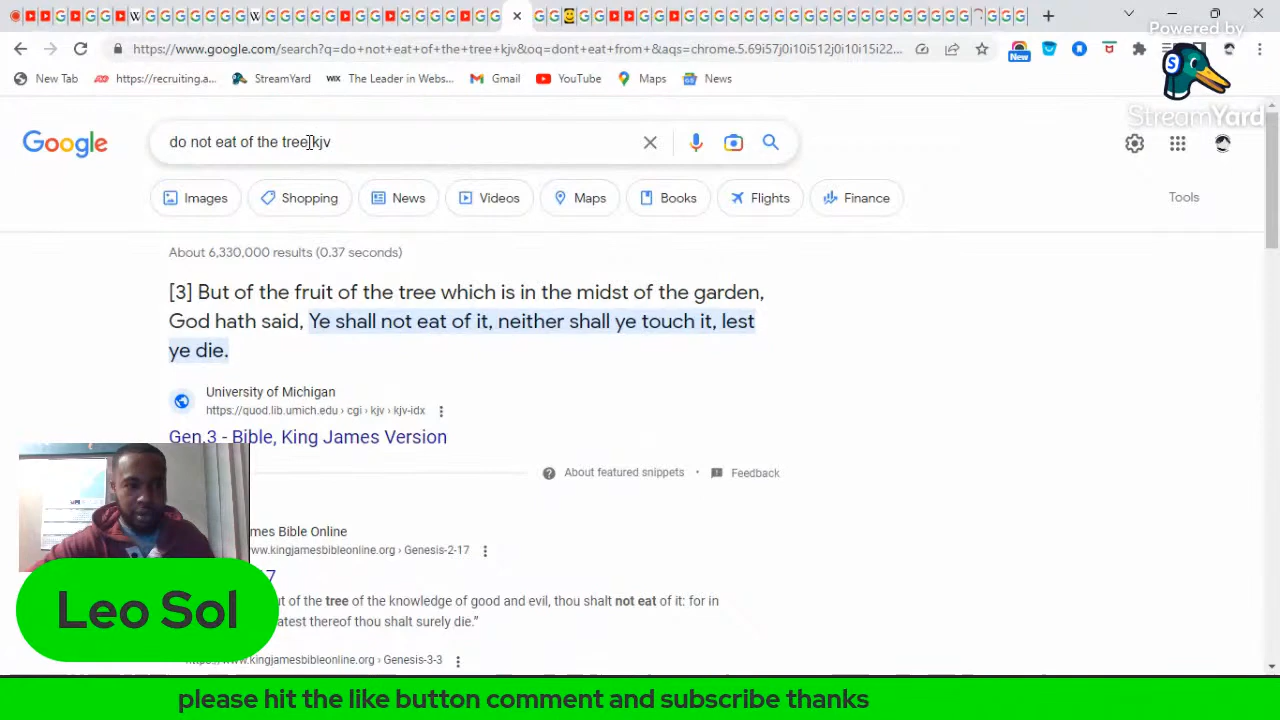 https://www.google.com/search?q=do+not+eat+of+the+tree+kjv&oq=dont+eat+from+&aqs=chrome.5.69i57j0i10i512j0i10i15i22...
Powered by
New
New Tab
https://recruiting.a...
StreamYard
WIX The Leader in Webs...
Gmail
YouTube
Maps
News
StreamYard
Google
do not eat of the tree kjv
Images
Shopping
News
Videos
Maps
Books
Flights
Finance
Tools
About 6,330,000 results (0.37 seconds)
[3] But of the fruit of the tree which is in the midst of the garden,
God hath said, Ye shall not eat of it, neither shall ye touch it, lest
ye die.
University of Michigan
https://quod.lib.umich.edu › cgi › kjv › kjv-idx
Gen.3 - Bible, King James Version
About featured snippets
•
Feedback
mes Bible Online
ww.kingjamesbibleonline.org › Genesis-2-17
17
of the tree of the knowledge of good and evil, thou shalt not eat of it: for in
atest thereof thou shalt surely die."
www.kingjamesbibleonline.org › Genesis-3-3
Leo Sol
please hit the like button comment and subscribe thanks